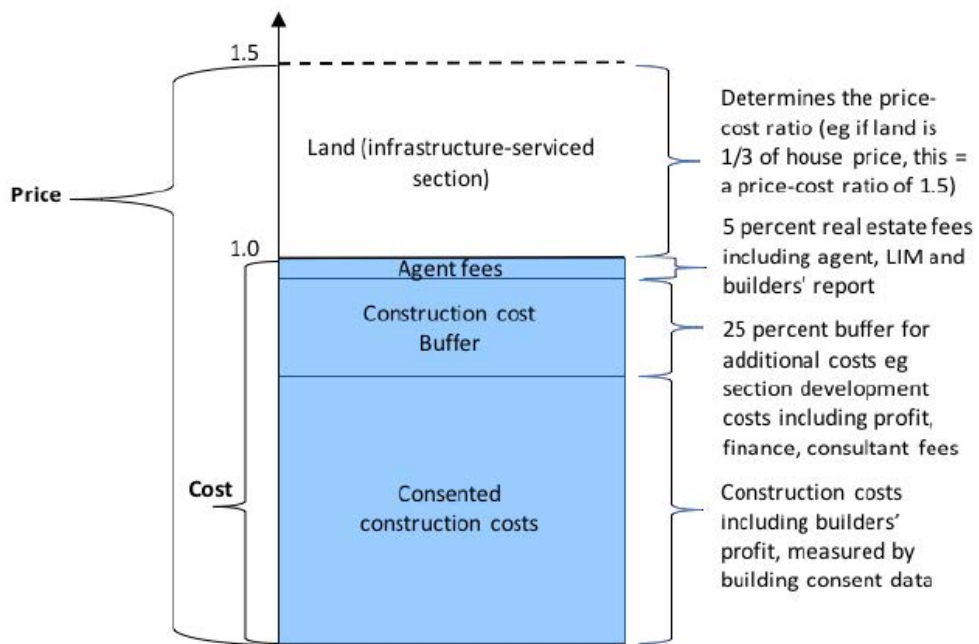 1.5
Land (infrastructure-serviced
section)
Price
1.0
Agent fees
Construction cost
Buffer
Cost
Consented
construction costs
Determines the price-
cost ratio (eg if land is
1/3 of house price, this =
a price-cost ratio of 1.5)
5 percent real estate fees
including agent, LIM and
builders' report
25 percent buffer for
additional costs eg
section development
costs including profit,
finance, consultant fees
Construction costs
including builders’
profit, measured by
building consent data